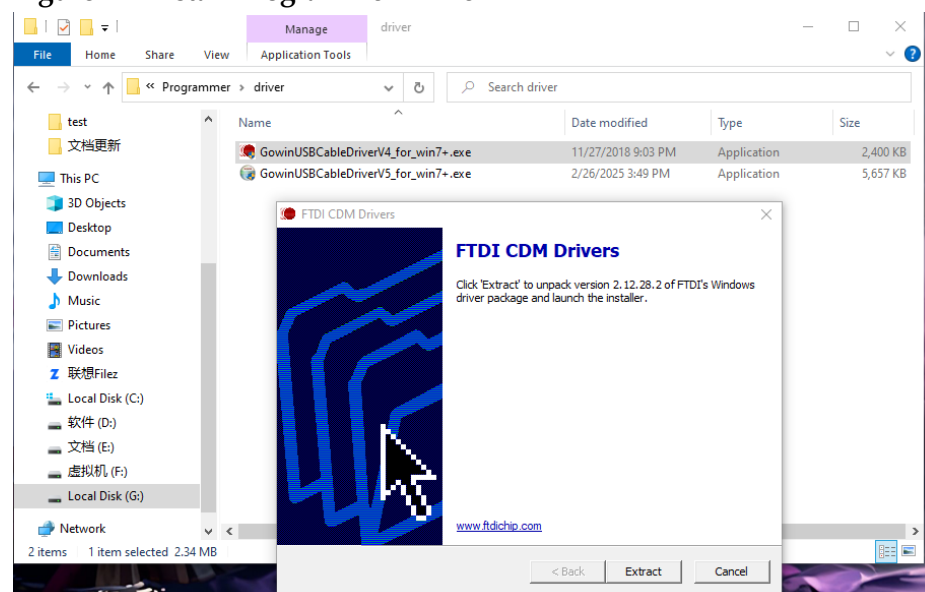 Manage
driver
File
Home
Share
View
Application Tools
« Programmer › driver
Search driver
test
文档更新
This PC
3D Objects
Desktop
Documents
Downloads
Music
Pictures
Videos
联想Filez
Local Disk (C:)
软件 (D:)
文档 (E:)
虚拟机 (F:)
Local Disk (G:)
Network
Name
Date modified
Type
Size
GowinUSBCableDriverV4_for_win7+.exe
11/27/2018 9:03 PM
Application
2,400 KB
GowinUSBCableDriverV5_for_win7+.exe
2/26/2025 3:49 PM
Application
5,657 KB
FTDI CDM Drivers
FTDI CDM Drivers
Click 'Extract' to unpack version 2.12.28.2 of FTDI's Windows
driver package and launch the installer.
www.ftdichip.com
< Back
Extract
Cancel
2 items
1 item selected 2.34 MB